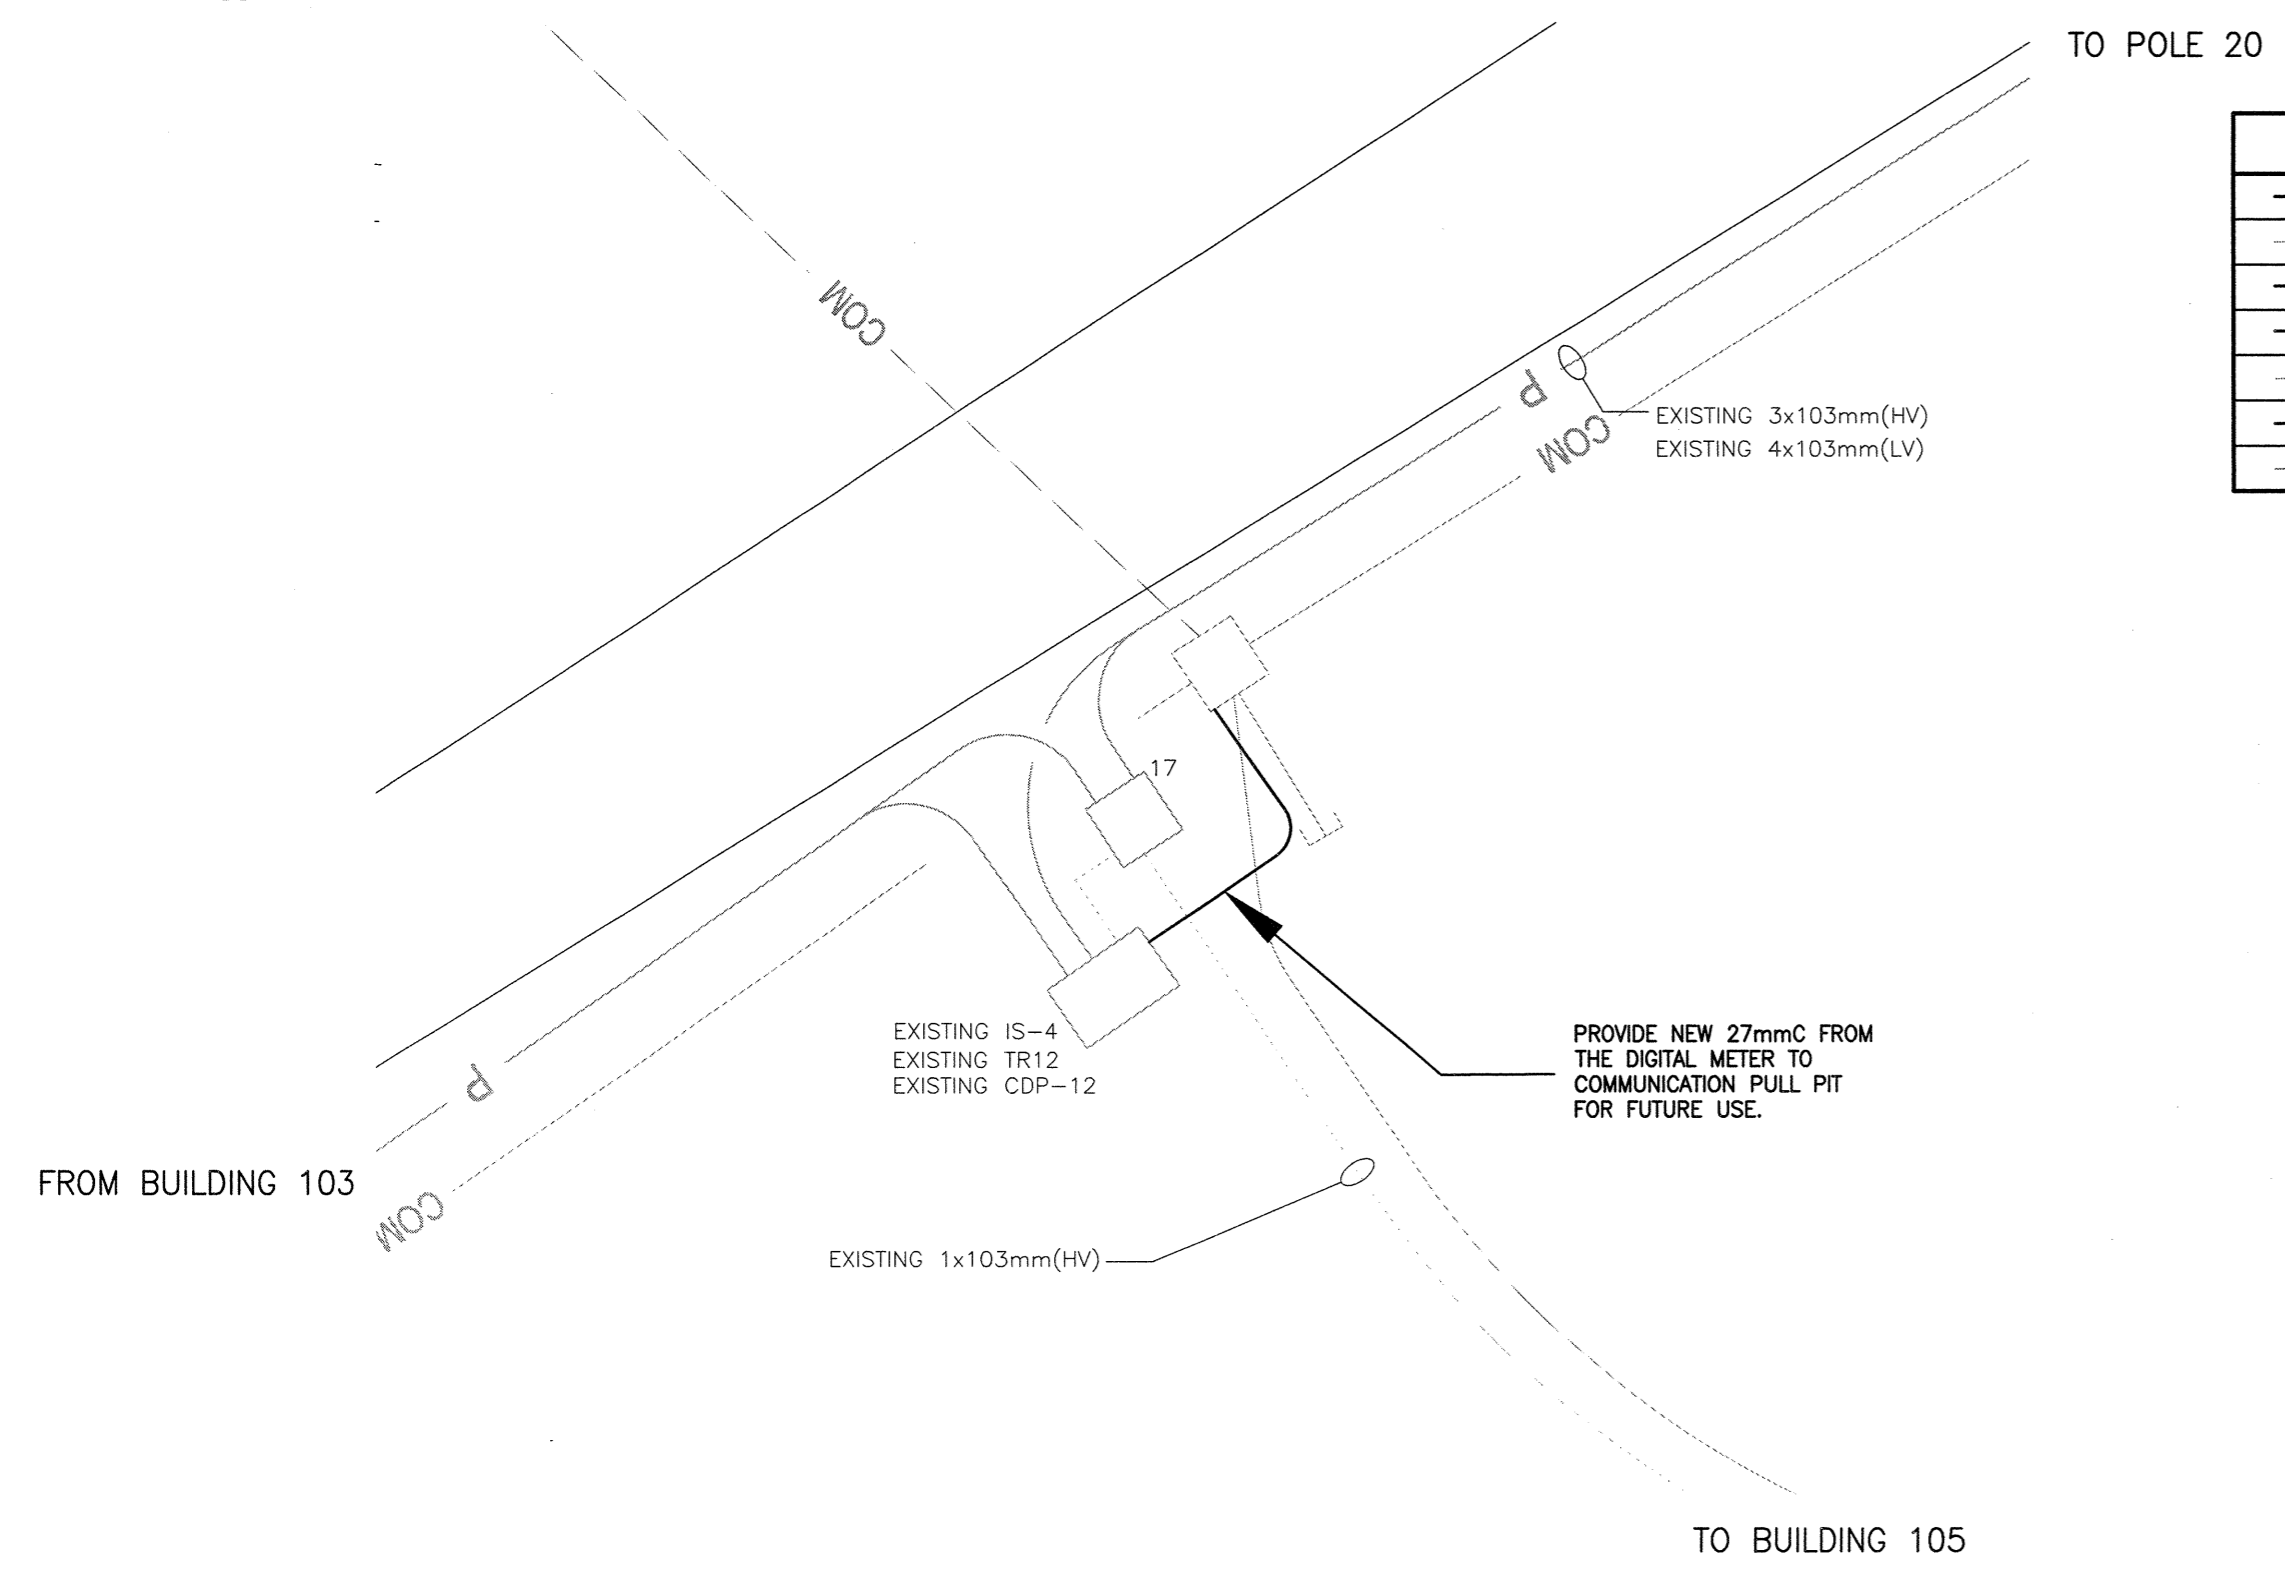 TO POLE 20
COM
P
EXISTING 3x103mm(HV)
COM
EXISTING 4x103mm(LV)
17
EXISTING IS-4
EXISTING TR12
EXISTING CDP-12
PROVIDE NEW 27mmC FROM
THE DIGITAL METER TO
COMMUNICATION PULL PIT
FOR FUTURE USE.
P
FROM BUILDING 103
COM
EXISTING 1x103mm(HV)
TO BUILDING 105